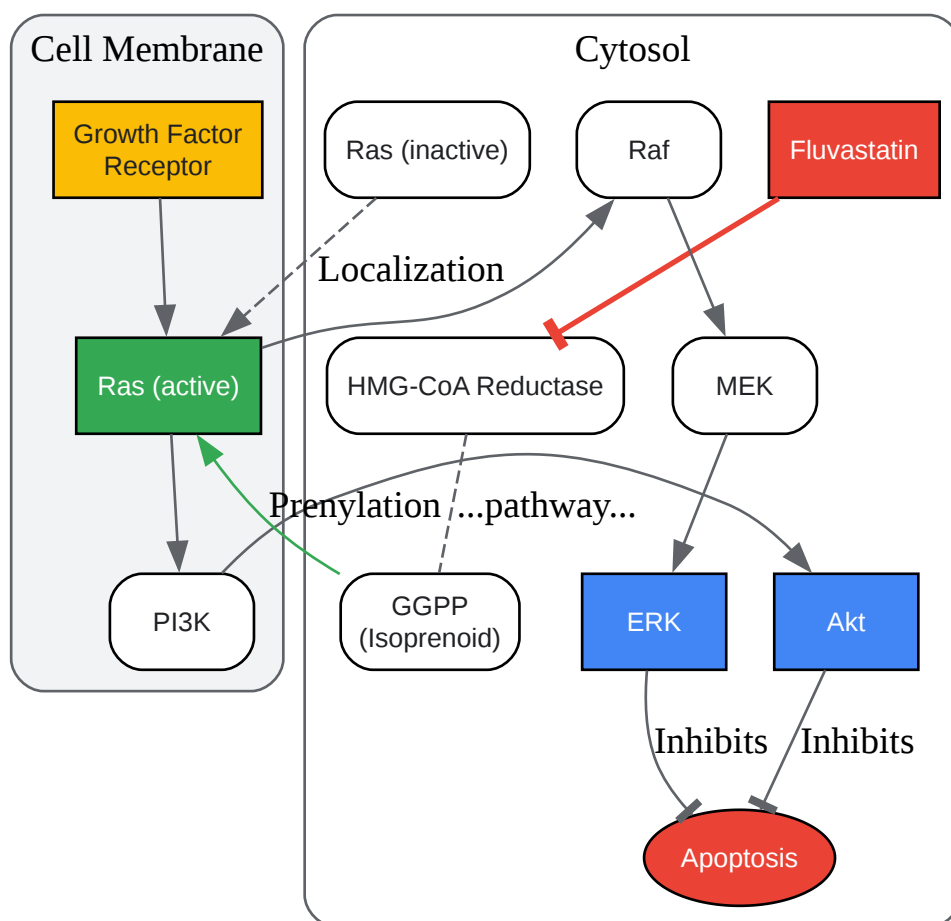 Cell Membrane
Cytosol
Growth Factor
Receptor
Ras (inactive)
Raf
Fluvastatin
Localization
Ras (active)
HMG-CoA Reductase
MEK
Prenylation
...pathway...
PI3K
GGPP
(Isoprenoid)
ERK
Akt
Inhibits
Inhibits
Apoptosis